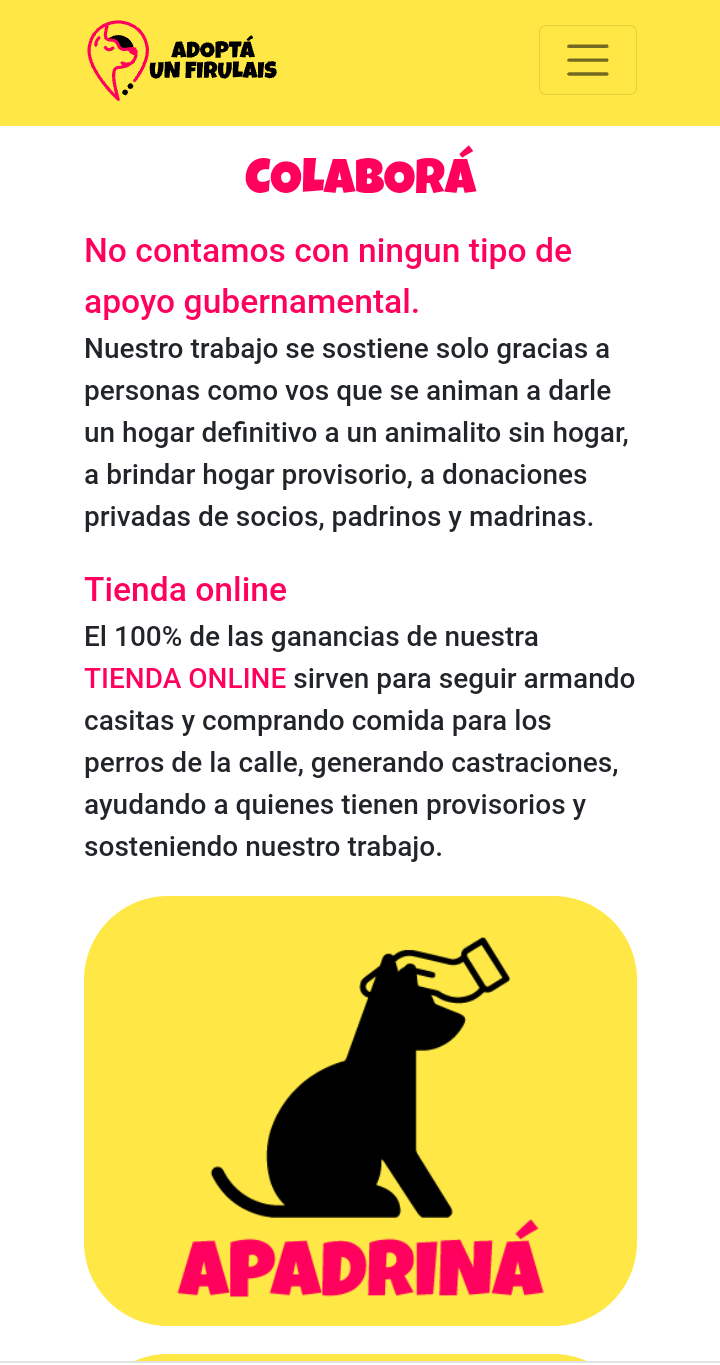 ADOPTÁ
UN FIRULAIS
COLABORÁ
No contamos con ningun tipo de
apoyo gubernamental.
Nuestro trabajo se sostiene solo gracias a
personas como vos que se animan a darle
un hogar definitivo a un animalito sin hogar,
a brindar hogar provisorio, a donaciones
privadas de socios, padrinos y madrinas.
Tienda online
El 100% de las ganancias de nuestra
TIENDA ONLINE sirven para seguir armando
casitas y comprando comida para los
perros de la calle, generando castraciones,
ayudando a quienes tienen provisorios y
sosteniendo nuestro trabajo.
APADRINÁ